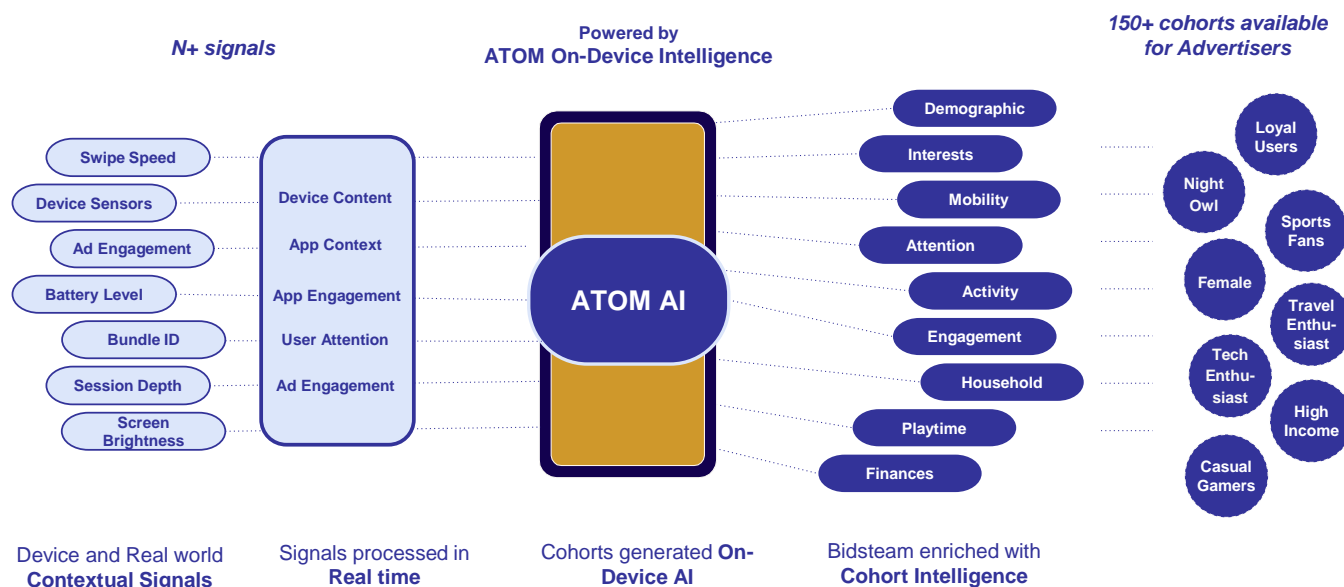 N+ signals
Powered by
ATOM On-Device Intelligence
150+ cohorts available
for Advertisers
Swipe Speed
Device Sensors
Ad Engagement
Battery Level
Bundle ID
Session Depth
Screen
Brightness
Device Content
App Context
App Engagement
User Attention
Ad Engagement
ATOM AI
Demographic
Interests
Mobility
Attention
Activity
Engagement
Household
Playtime
Finances
Loyal
Users
Night
Owl
Sports
Fans
Female
Travel
Enthu-
siast
Tech
Enthu-
siast
High
Income
Casual
Gamers
Device and Real world
Contextual Signals
Signals processed in
Real time
Cohorts generated On-
Device AI
Bidsteam enriched with
Cohort Intelligence